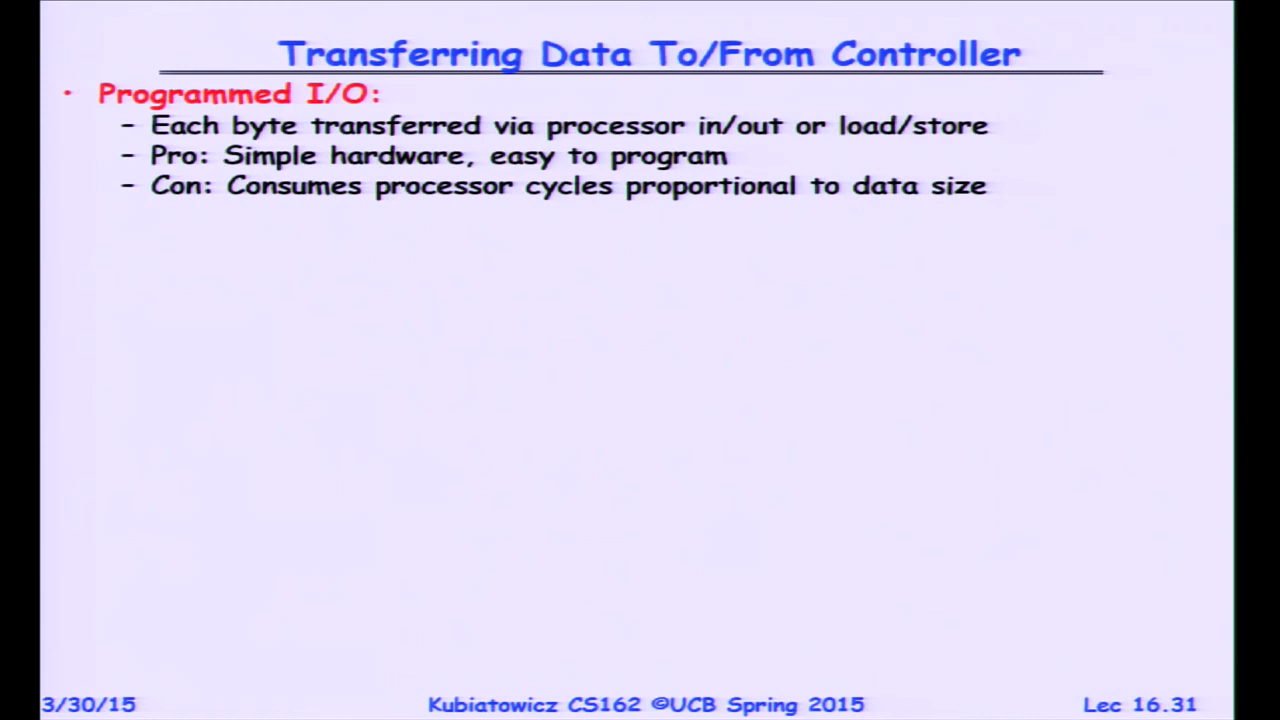 Transferring Data To/From Controller
• Programmed I/O:
– Each byte transferred via processor in/out or load/store
– Pro: Simple hardware, easy to program
– Con: Consumes processor cycles proportional to data size
3/30/15 Kubiatowicz CS162 ©UCB Spring 2015 Lec 16.31